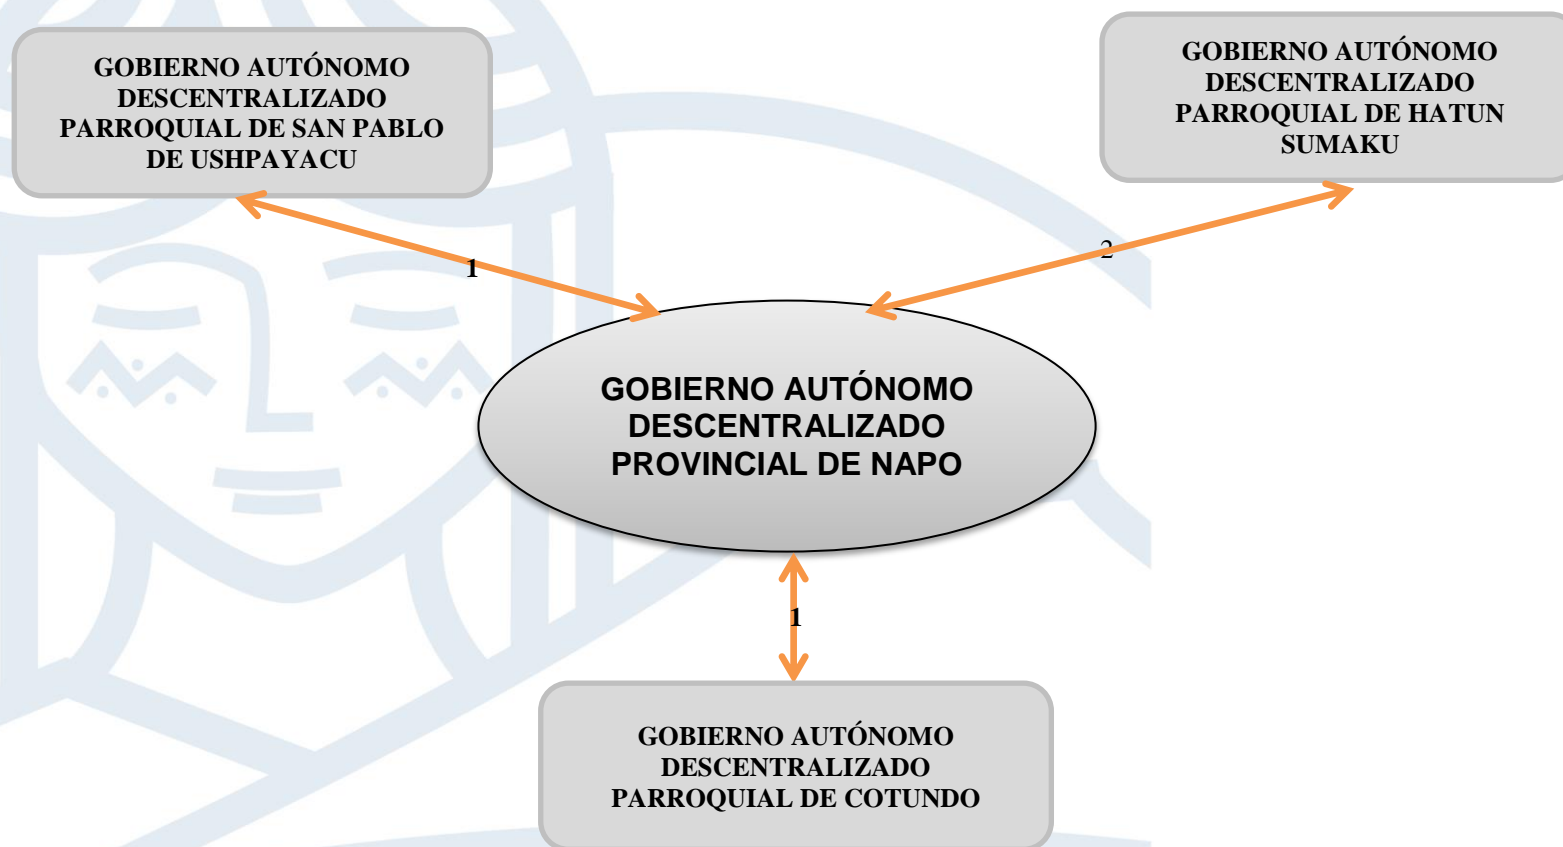 GOBIERNO AUTÓNOMO
DESCENTRALIZADO
PARROQUIAL DE SAN PABLO
DE USHPAYACU
GOBIERNO AUTÓNOMO
DESCENTRALIZADO
PARROQUIAL DE HATUN
SUMAKU
1
2
GOBIERNO AUTÓNOMO
DESCENTRALIZADO
PROVINCIAL DE NAPO
1
GOBIERNO AUTÓNOMO
DESCENTRALIZADO
PARROQUIAL DE COTUNDO